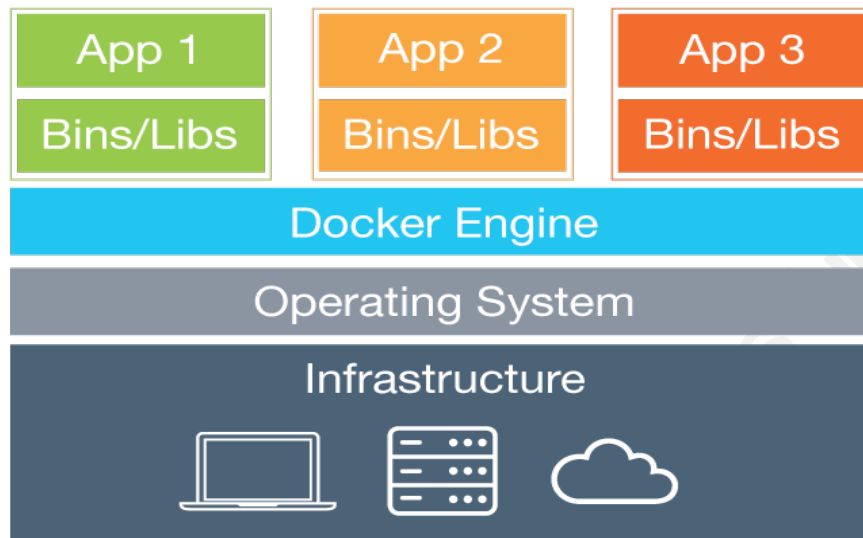 App 1
App 2
App 3
Bins/Libs
Bins/Libs
Bins/Libs
Docker Engine
Operating System
Infrastructure